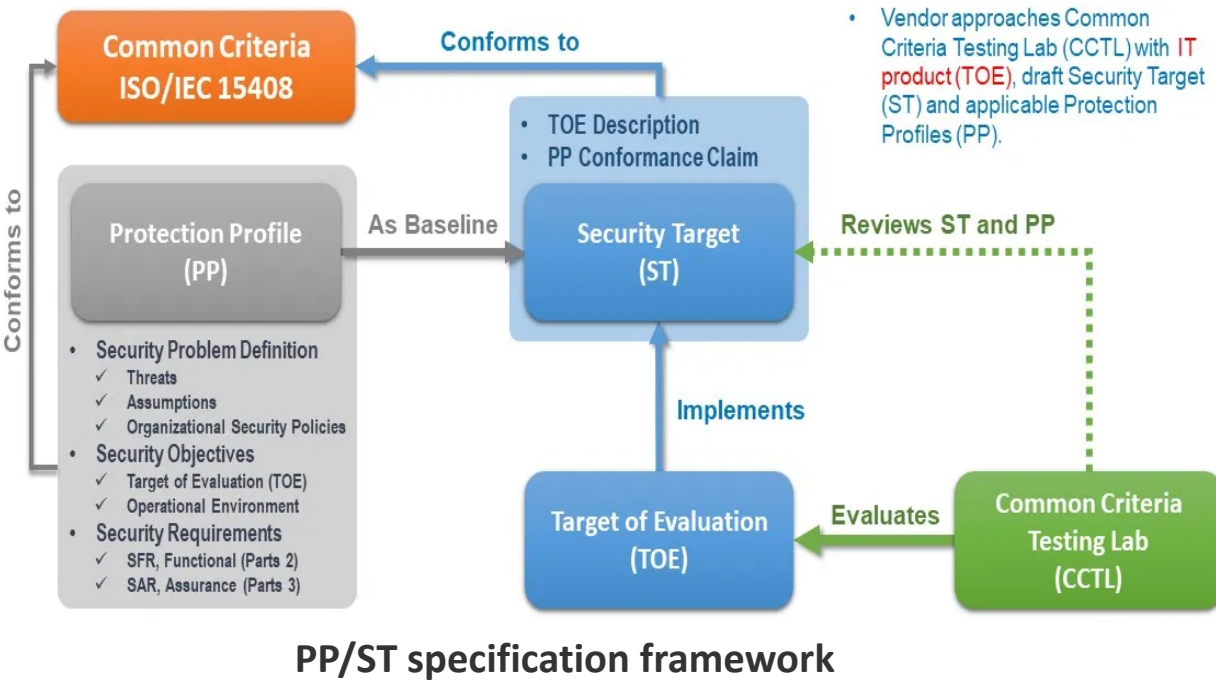 Common Criteria
ISO/IEC 15408
Conforms to
• Vendor approaches Common
Criteria Testing Lab (CCTL) with IT
product (TOE), draft Security Target
(ST) and applicable Protection
Profiles (PP).
• TOE Description
• PP Conformance Claim
Conforms to
Protection Profile
(PP)
As Baseline
Security Target
(ST)
Reviews ST and PP
• Security Problem Definition
✓ Threats
✓ Assumptions
✓ Organizational Security Policies
• Security Objectives
✓ Target of Evaluation (TOE)
✓ Operational Environment
• Security Requirements
✓ SFR, Functional (Parts 2)
✓ SAR, Assurance (Parts 3)
Implements
Target of Evaluation
(TOE)
Evaluates
Common Criteria
Testing Lab
(CCTL)
PP/ST specification framework